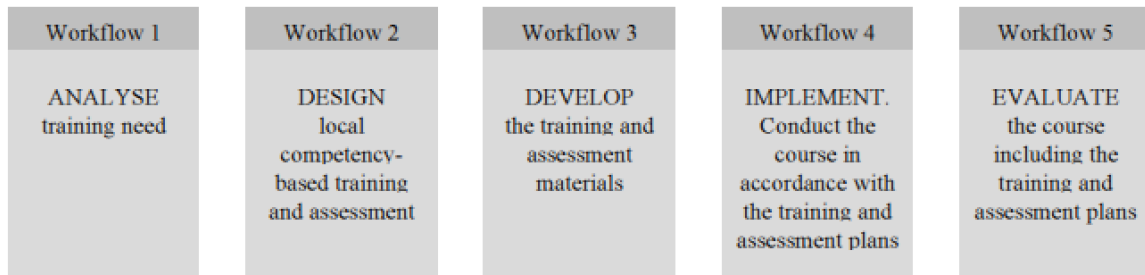 Workflow 1
ANALYSE
training need
Workflow 2
DESIGN
local
competency-
based training
and assessment
Workflow 3
DEVELOP
the training and
assessment
materials
Workflow 4
IMPLEMENT.
Conduct the
course in
accordance with
the training and
assessment plans
Workflow 5
EVALUATE
the course
including the
training and
assessment plans